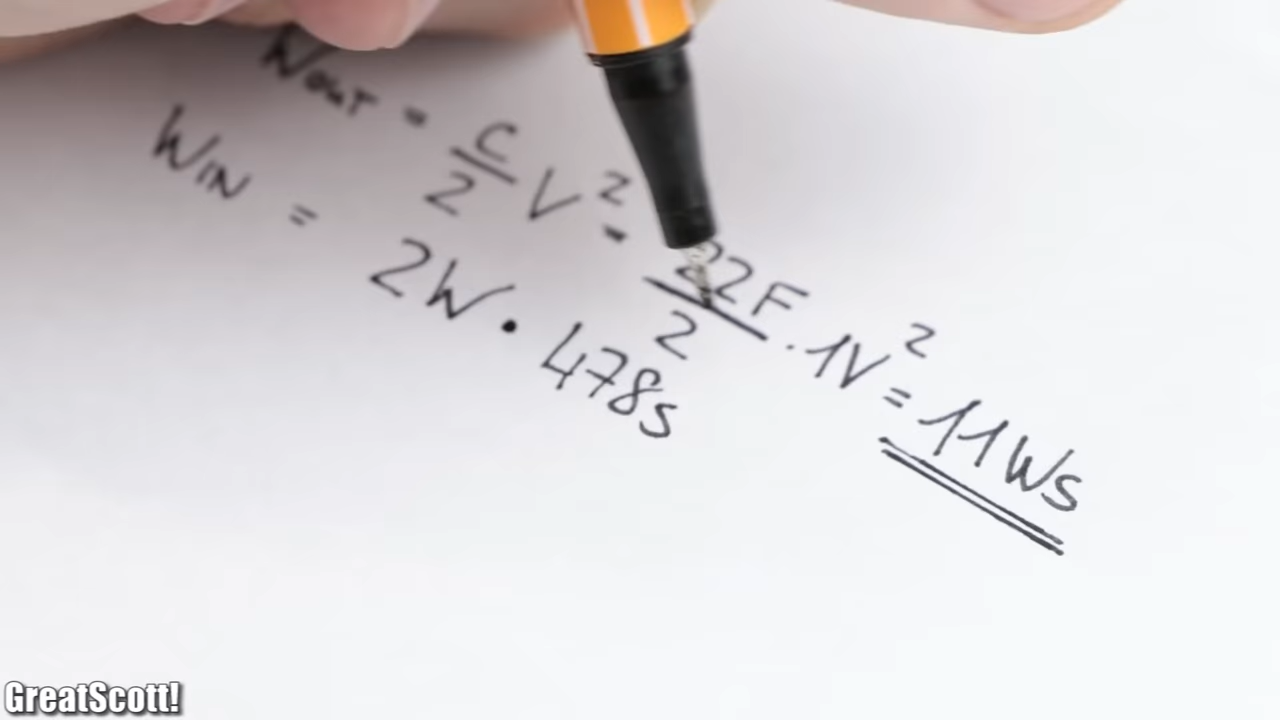 Wout = C/2 V² = 22F/2 · 1V² = 11Ws
WIN = 2W · 478s
GreatScott!